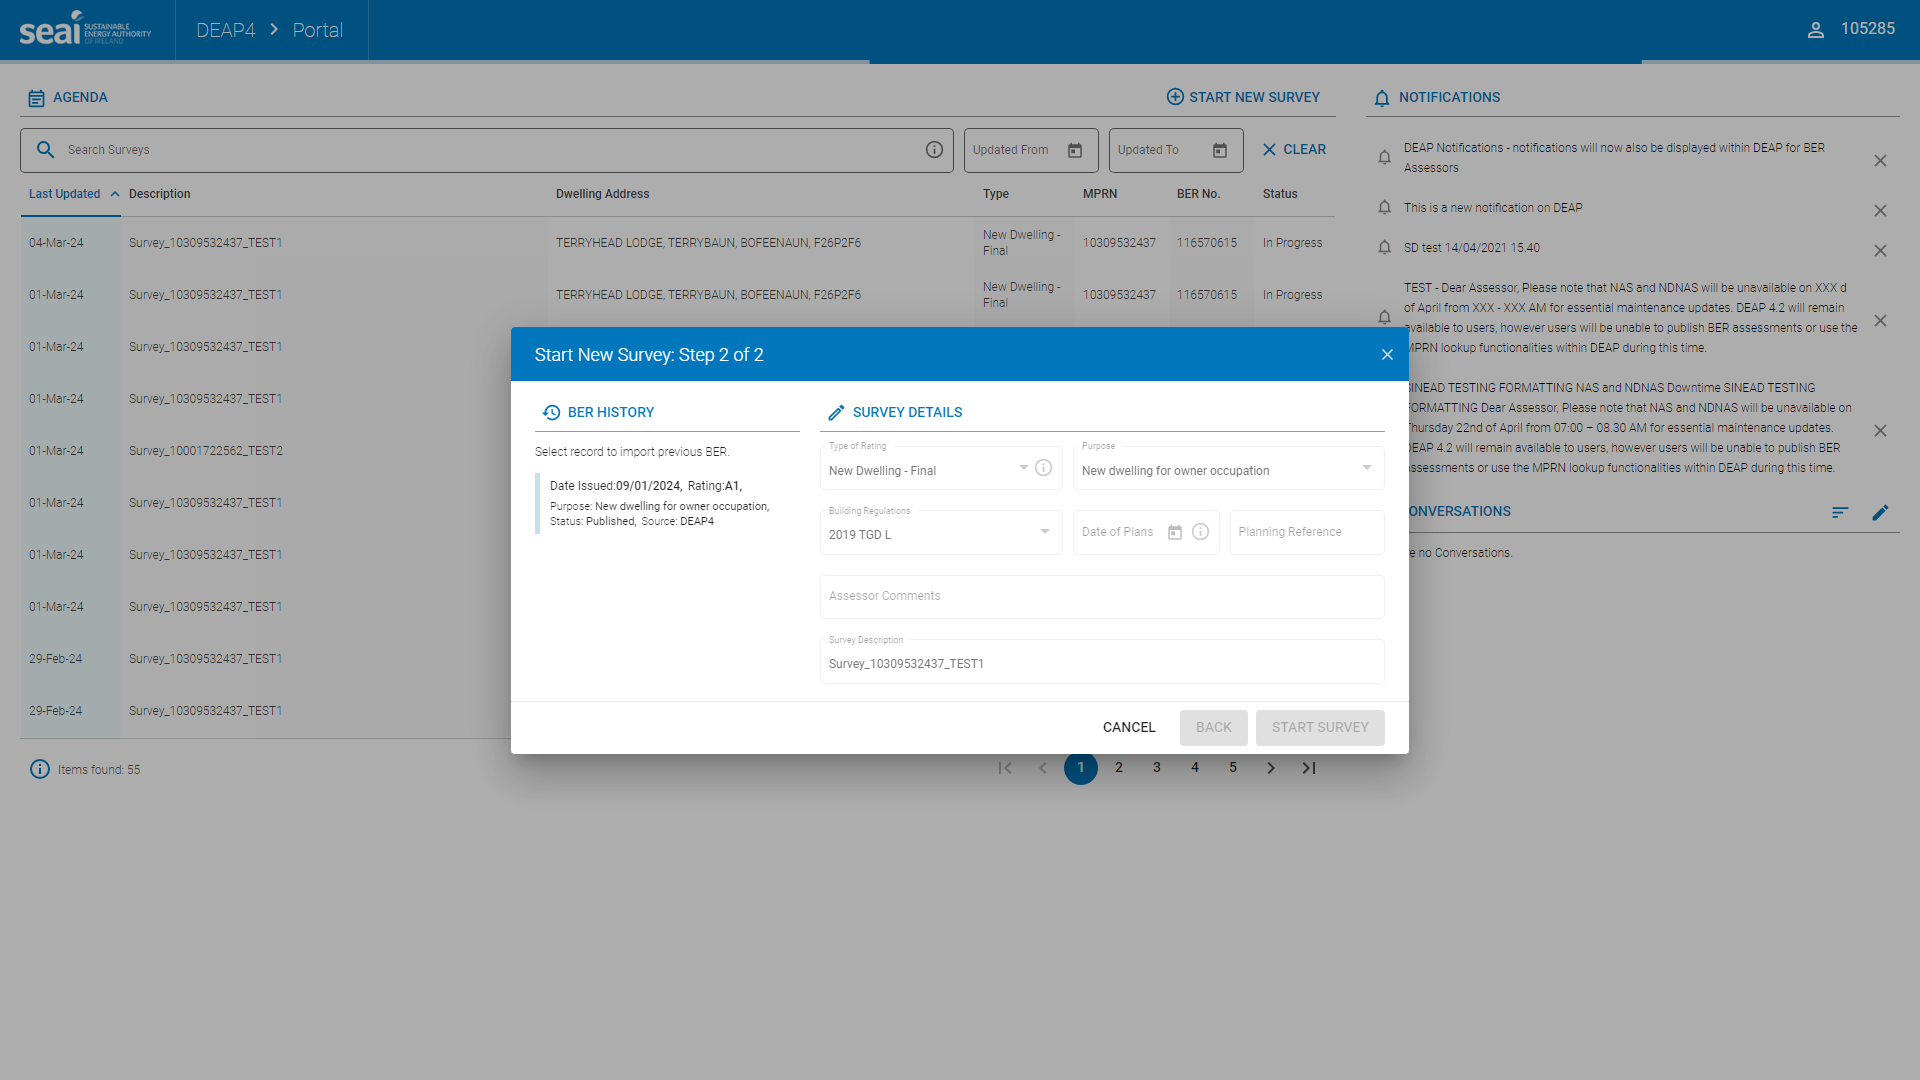 seai SUSTAINABLE ENERGY AUTHORITY OF IRELAND
DEAP4 > Portal
105285
AGENDA
START NEW SURVEY
Search Surveys
Updated From
Updated To
CLEAR
Last Updated Description Dwelling Address Type MPRN BER No. Status
04-Mar-24 Survey_10309532437_TEST1 TERRYHEAD LODGE, TERRYBAUN, BOFEENAUN, F26P2F6 New Dwelling - Final 10309532437 116570615 In Progress
01-Mar-24 Survey_10309532437_TEST1 TERRYHEAD LODGE, TERRYBAUN, BOFEENAUN, F26P2F6 New Dwelling - Final 10309532437 116570615 In Progress
01-Mar-24 Survey_10309532437_TEST1
01-Mar-24 Survey_10309532437_TEST1
01-Mar-24 Survey_10001722562_TEST2
01-Mar-24 Survey_10309532437_TEST1
01-Mar-24 Survey_10309532437_TEST1
01-Mar-24 Survey_10309532437_TEST1
29-Feb-24 Survey_10309532437_TEST1
29-Feb-24 Survey_10309532437_TEST1
Items found: 55
1 2 3 4 5
Start New Survey: Step 2 of 2
BER HISTORY
Select record to import previous BER.
Date Issued:09/01/2024, Rating:A1,
Purpose: New dwelling for owner occupation,
Status: Published, Source: DEAP4
SURVEY DETAILS
Type of Rating
New Dwelling - Final
Purpose
New dwelling for owner occupation
Building Regulations
2019 TGD L
Date of Plans
Planning Reference
Assessor Comments
Survey Description
Survey_10309532437_TEST1
CANCEL
BACK
START SURVEY
NOTIFICATIONS
DEAP Notifications - notifications will now also be displayed within DEAP for BER
Assessors
This is a new notification on DEAP
SD test 14/04/2021 15.40
TEST - Dear Assessor, Please note that NAS and NDNAS will be unavailable on XXX d
of April from XXX - XXX AM for essential maintenance updates. DEAP 4.2 will remain
available to users, however users will be unable to publish BER assessments or use the
MPRN lookup functionalities within DEAP during this time.
SINEAD TESTING FORMATTING NAS and NDNAS Downtime SINEAD TESTING
FORMATTING Dear Assessor, Please note that NAS and NDNAS will be unavailable on
Thursday 22nd of April from 07:00 – 08.30 AM for essential maintenance updates.
DEAP 4.2 will remain available to users, however users will be unable to publish BER
assessments or use the MPRN lookup functionalities within DEAP during this time.
ONVERSATIONS
e no Conversations.